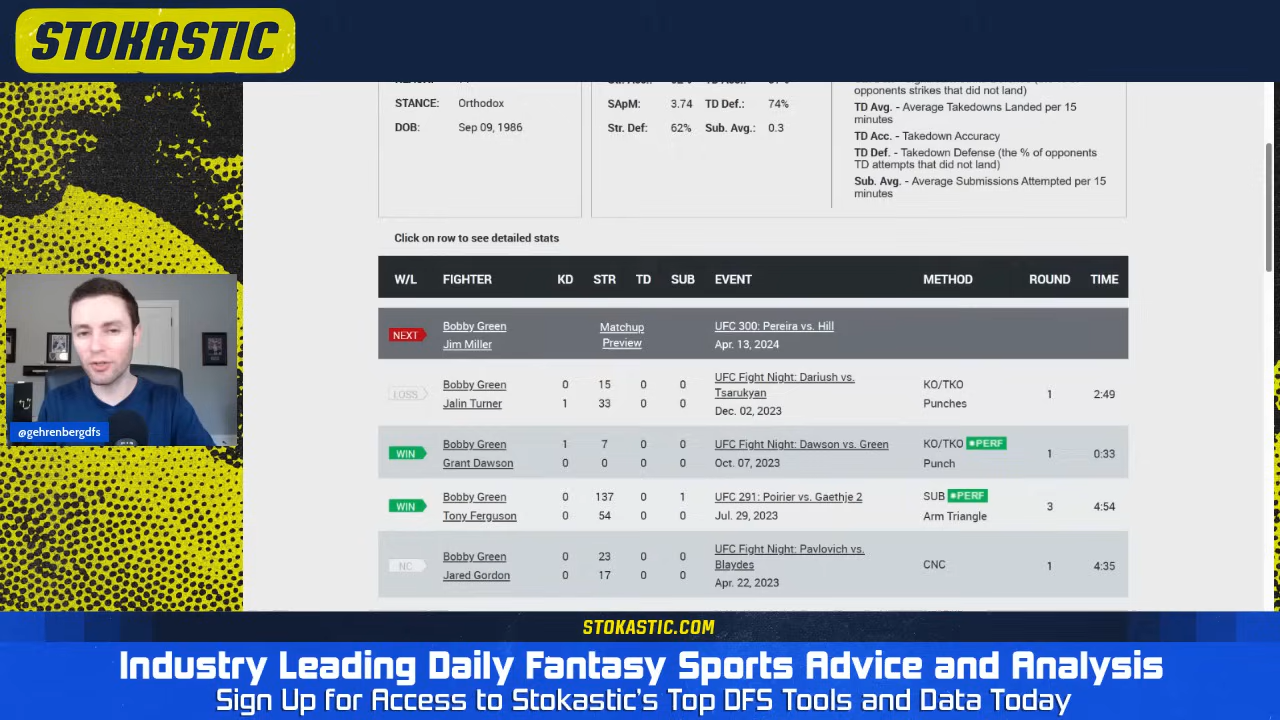 STOKASTIC
STANCE: Orthodox
DOB: Sep 09, 1986
SApM: 3.74 TD Def.: 74%
Str. Def: 62% Sub. Avg.: 0.3
opponents strikes that did not land)
TD Avg. - Average Takedowns Landed per 15
minutes
TD Acc. - Takedown Accuracy
TD Def. - Takedown Defense (the % of opponents
TD attempts that did not land)
Sub. Avg. - Average Submissions Attempted per 15
minutes
Click on row to see detailed stats
W/L FIGHTER KD STR TD SUB EVENT METHOD ROUND TIME
NEXT Bobby Green Matchup UFC 300: Pereira vs. Hill
Jim Miller Preview Apr. 13, 2024
LOSS Bobby Green 0 15 0 0 UFC Fight Night: Dariush vs. KO/TKO 1 2:49
Jalin Turner 1 33 0 0 Tsarukyan Punches
Dec. 02, 2023
WIN Bobby Green 1 7 0 0 UFC Fight Night: Dawson vs. Green KO/TKO PERF 1 0:33
Grant Dawson 0 0 0 0 Oct. 07, 2023 Punch
WIN Bobby Green 0 137 0 1 UFC 291: Poirier vs. Gaethje 2 SUB PERF 3 4:54
Tony Ferguson 0 54 0 0 Jul. 29, 2023 Arm Triangle
NC Bobby Green 0 23 0 0 UFC Fight Night: Pavlovich vs. CNC 1 4:35
Jared Gordon 0 17 0 0 Blaydes
Apr. 22, 2023
@gehrenbergdfs
STOKASTIC.COM
Industry Leading Daily Fantasy Sports Advice and Analysis
Sign Up for Access to Stokastic's Top DFS Tools and Data Today